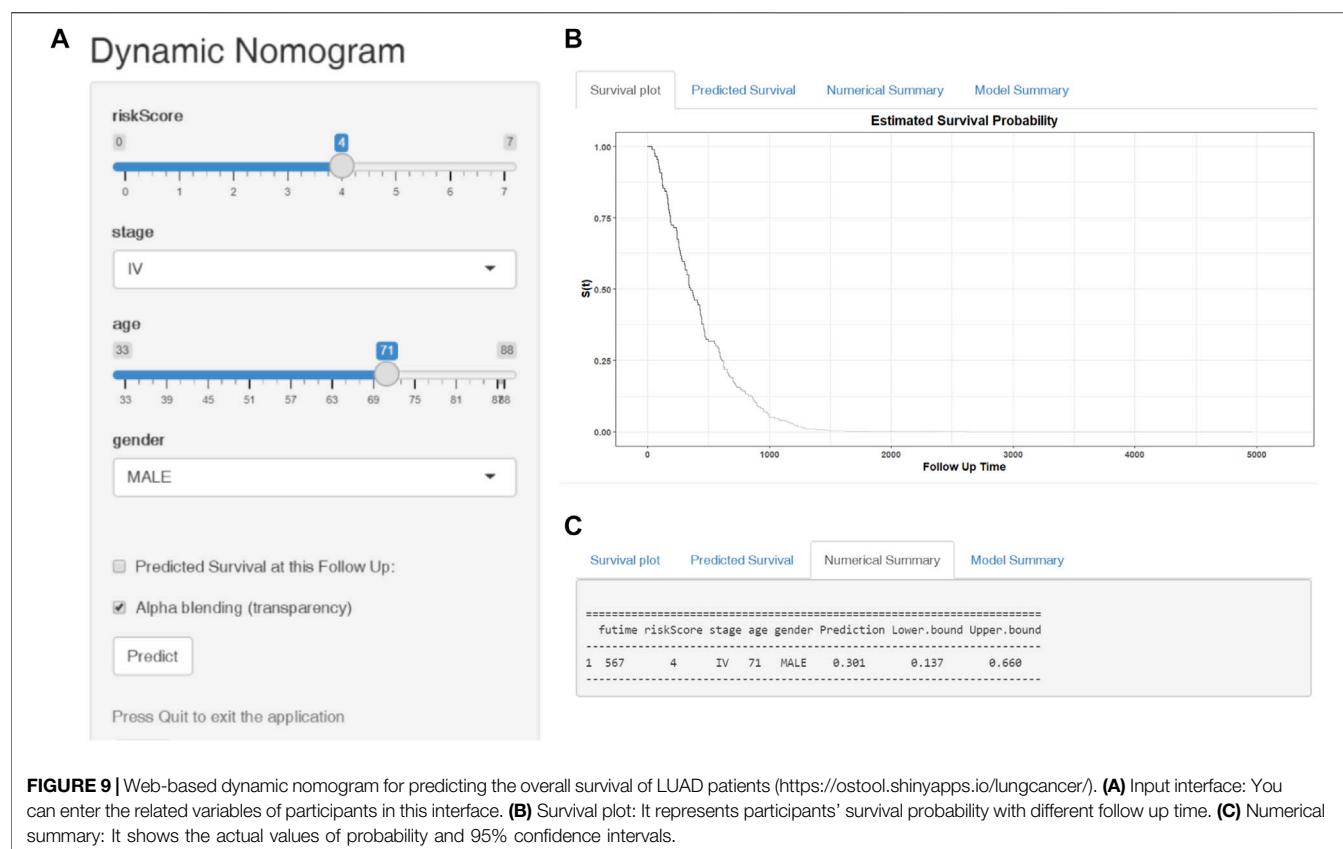 A
Dynamic Nomogram
riskScore
0 4 7
0 1 2 3 4 5 6 7
stage
IV
age
33 71 88
33 39 45 51 57 63 69 75 81 87 88
gender
MALE
Predicted Survival at this Follow Up:
Alpha blending (transparency)
Predict
Press Quit to exit the application
B
Survival plot Predicted Survival Numerical Summary Model Summary
Estimated Survival Probability
1.00
0.75
0.50
0.25
0.00
S(t)
0 1000 2000 3000 4000 5000
Follow Up Time
C
Survival plot Predicted Survival Numerical Summary Model Summary
futime riskScore stage age gender Prediction Lower.bound Upper.bound
1 567 4 IV 71 MALE 0.301 0.137 0.660
FIGURE 9 | Web-based dynamic nomogram for predicting the overall survival of LUAD patients (https://ostool.shinyapps.io/lungcancer/). (A) Input interface: You
can enter the related variables of participants in this interface. (B) Survival plot: It represents participants' survival probability with different follow up time. (C) Numerical
summary: It shows the actual values of probability and 95% confidence intervals.